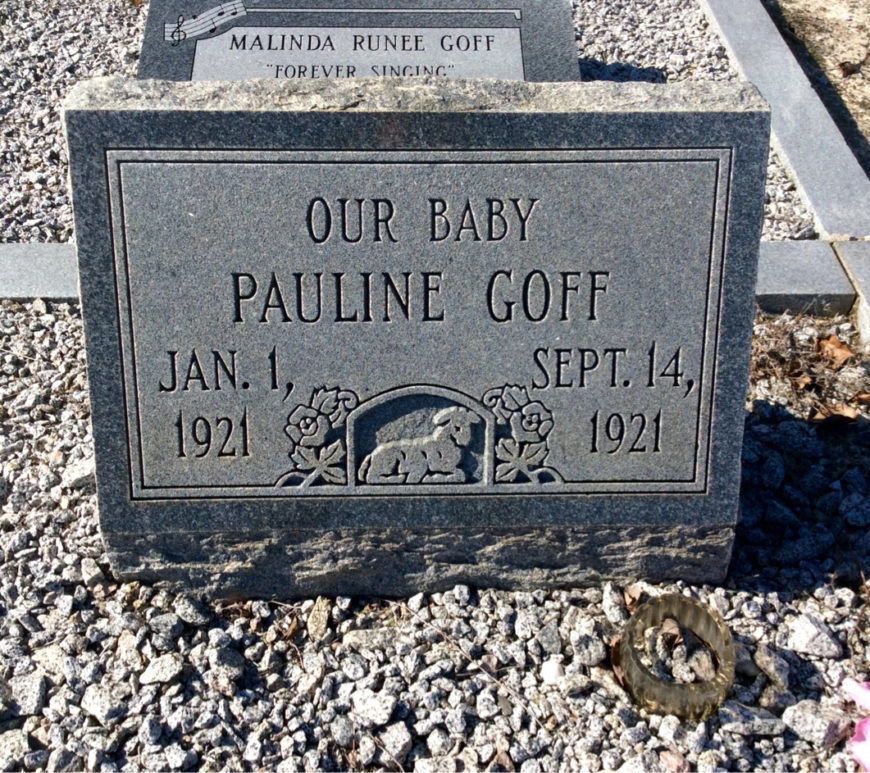 MALINDA RUNEE GOFF
"FOREVER SINGING"
OUR BABY
PAULINE GOFF
JAN. 1, SEPT. 14,
1921 1921